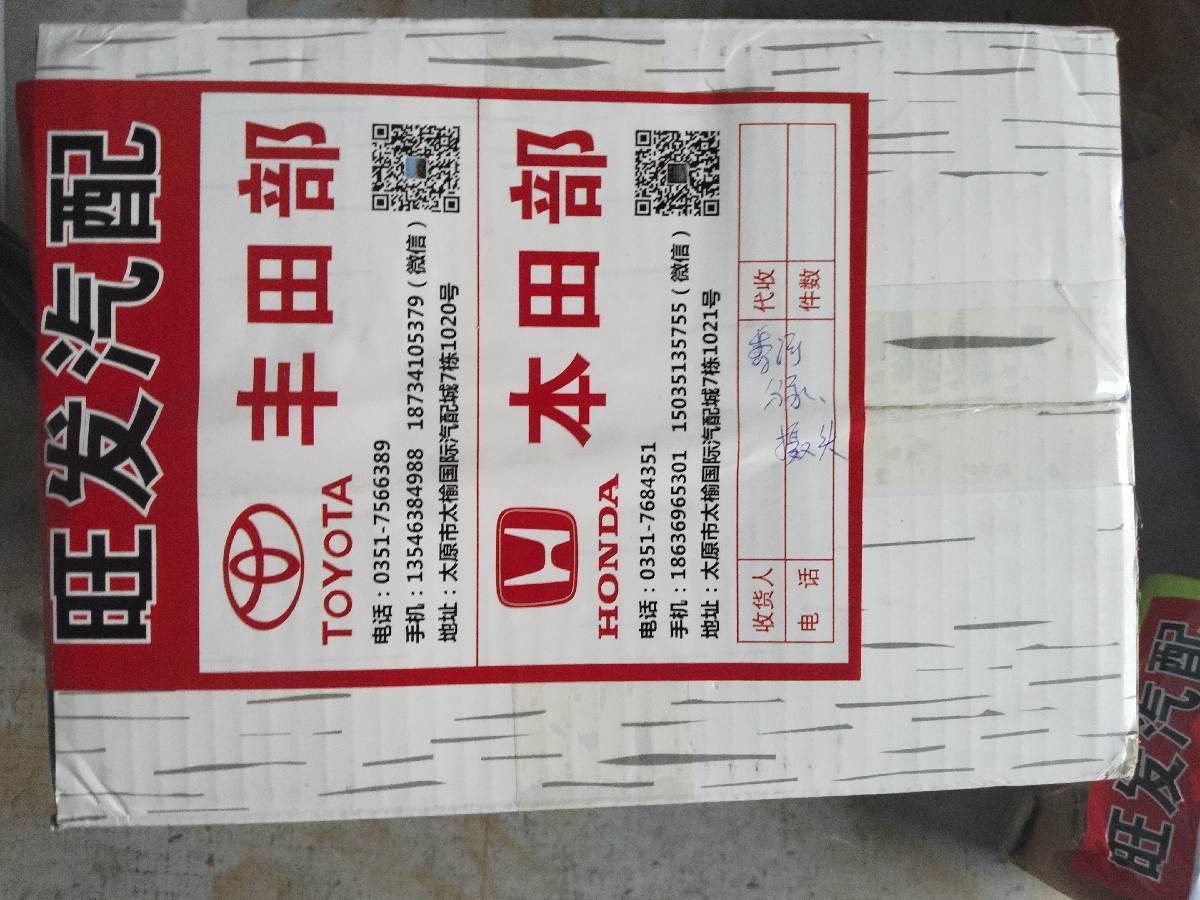 旺发汽配
丰田部
TOYOTA
电话：0351-7566389
手机：13546384988 18734105379（微信）
地址：太原市太榆国际汽配城7栋1020号
本田部
HONDA
电话：0351-7684351
手机：18636965301 15035135755（微信）
地址：太原市太榆国际汽配城7栋1021号
收货人
代收
电 话
件数
摄头
旺发汽配